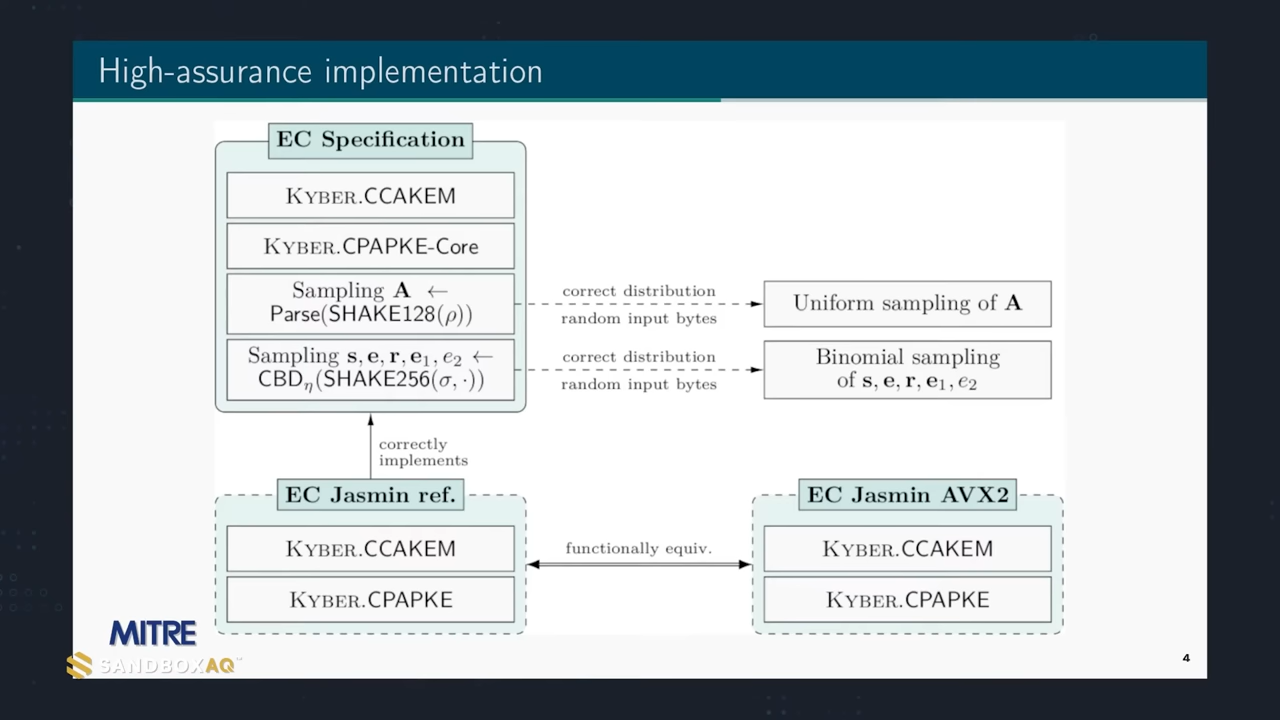 High-assurance implementation
EC Specification
KYBER.CCAKEM
KYBER.CPAPKE-Core
Sampling A ←
Parse(SHAKE128(ρ))
Sampling s, e, r, e₁, e₂ ←
CBD_η(SHAKE256(σ, ·))
correct distribution
random input bytes
Uniform sampling of A
correct distribution
random input bytes
Binomial sampling
of s, e, r, e₁, e₂
correctly
implements
EC Jasmin ref.
KYBER.CCAKEM
KYBER.CPAPKE
functionally equiv.
EC Jasmin AVX2
KYBER.CCAKEM
KYBER.CPAPKE
MITRE
SANDBOXAQ™
4